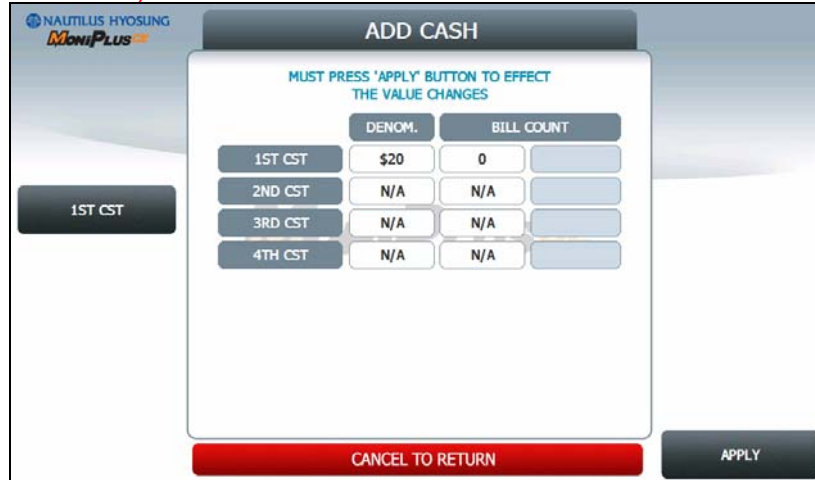 NAUTILUS HYOSUNG
MoniPlus CE
ADD CASH
MUST PRESS 'APPLY' BUTTON TO EFFECT
THE VALUE CHANGES
DENOM. BILL COUNT
1ST CST $20 0
2ND CST N/A N/A
3RD CST N/A N/A
4TH CST N/A N/A
1ST CST
CANCEL TO RETURN
APPLY